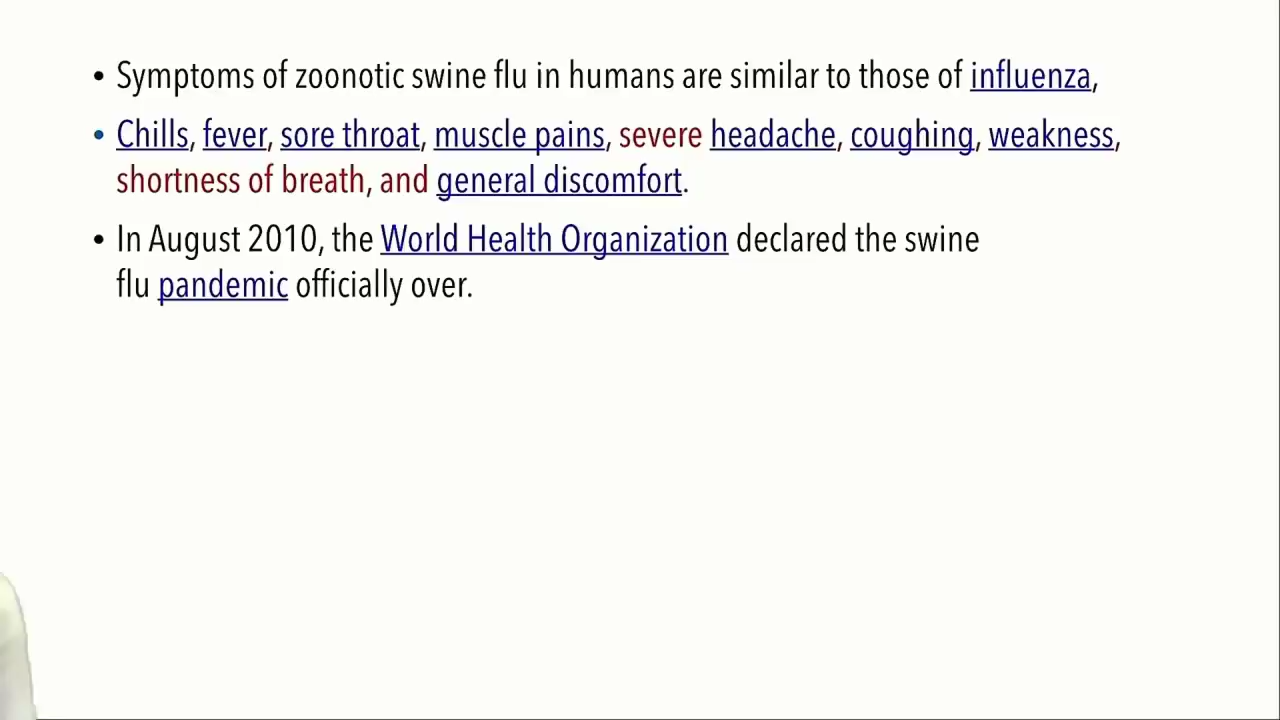 • Symptoms of zoonotic swine flu in humans are similar to those of influenza,
• Chills, fever, sore throat, muscle pains, severe headache, coughing, weakness,
shortness of breath, and general discomfort.
• In August 2010, the World Health Organization declared the swine
flu pandemic officially over.